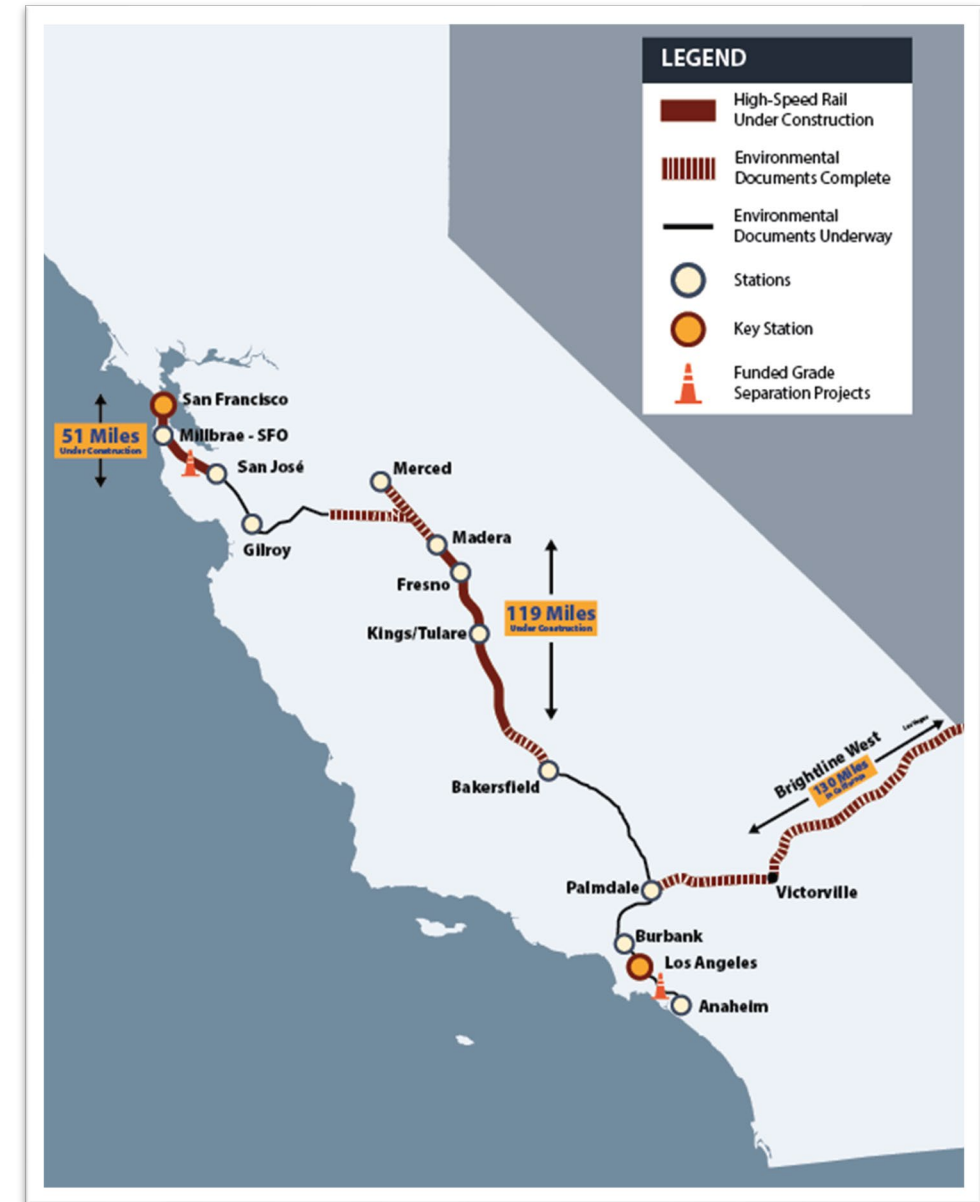 LEGEND
High-Speed Rail
Under Construction
Environmental
Documents Complete
Environmental
Documents Underway
Stations
Key Station
Funded Grade
Separation Projects
San Francisco
51 Miles
Under Construction
Millbrae - SFO
San José
Merced
Gilroy
Madera
Fresno
119 Miles
Under Construction
Kings/Tulare
Las Vegas
Brightline West
130 Miles
in California
Bakersfield
Palmdale
Victorville
Burbank
Los Angeles
Anaheim